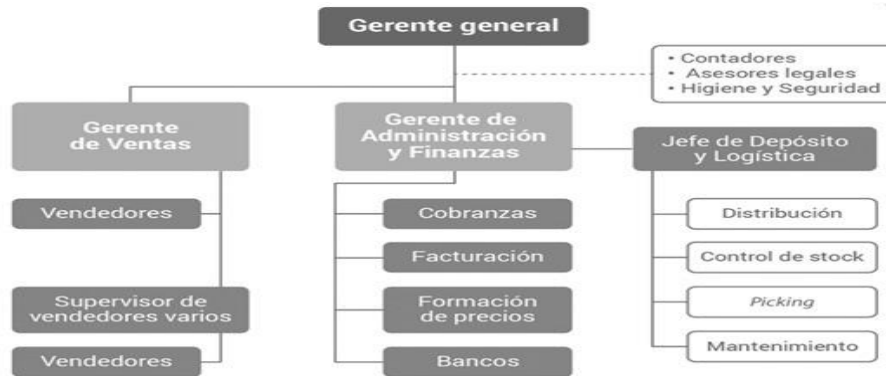 Gerente general
• Contadores
• Asesores legales
• Higiene y Seguridad
Gerente
de Ventas
Gerente de
Administración
y Finanzas
Jefe de Depósito
y Logística
Vendedores
Cobranzas
Distribución
Facturación
Control de stock
Supervisor de
vendedores varios
Formación
de precios
Picking
Vendedores
Bancos
Mantenimiento